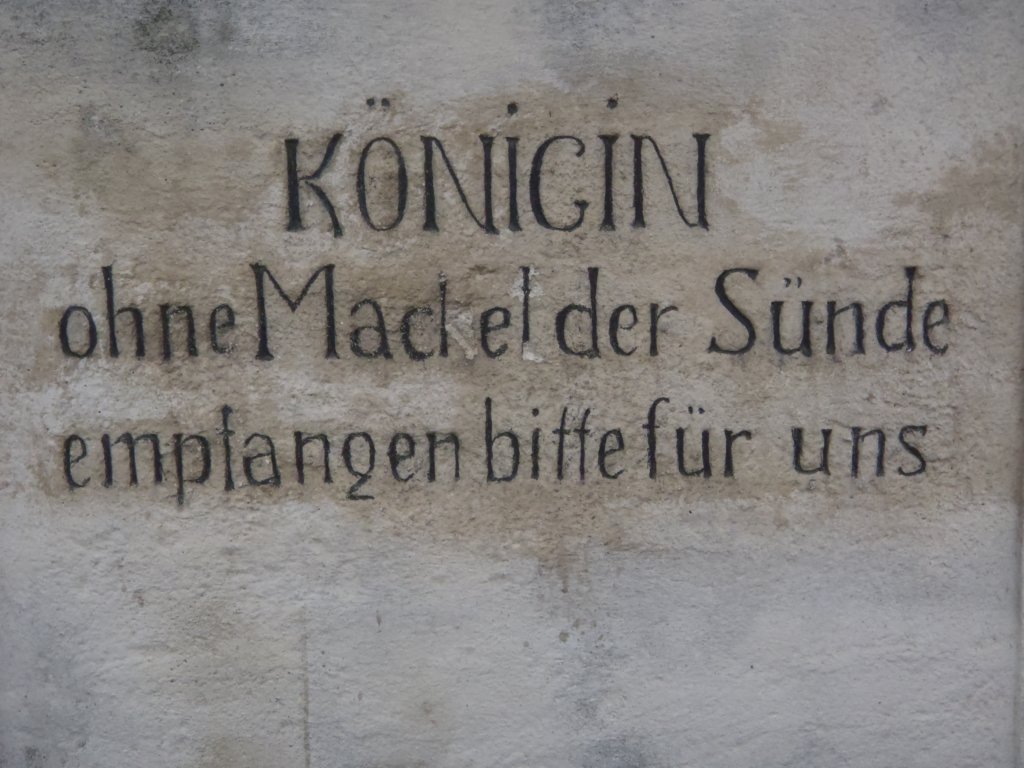 KÖNiGiN
ohne Mackel der Sünde
empfangen bitte für uns